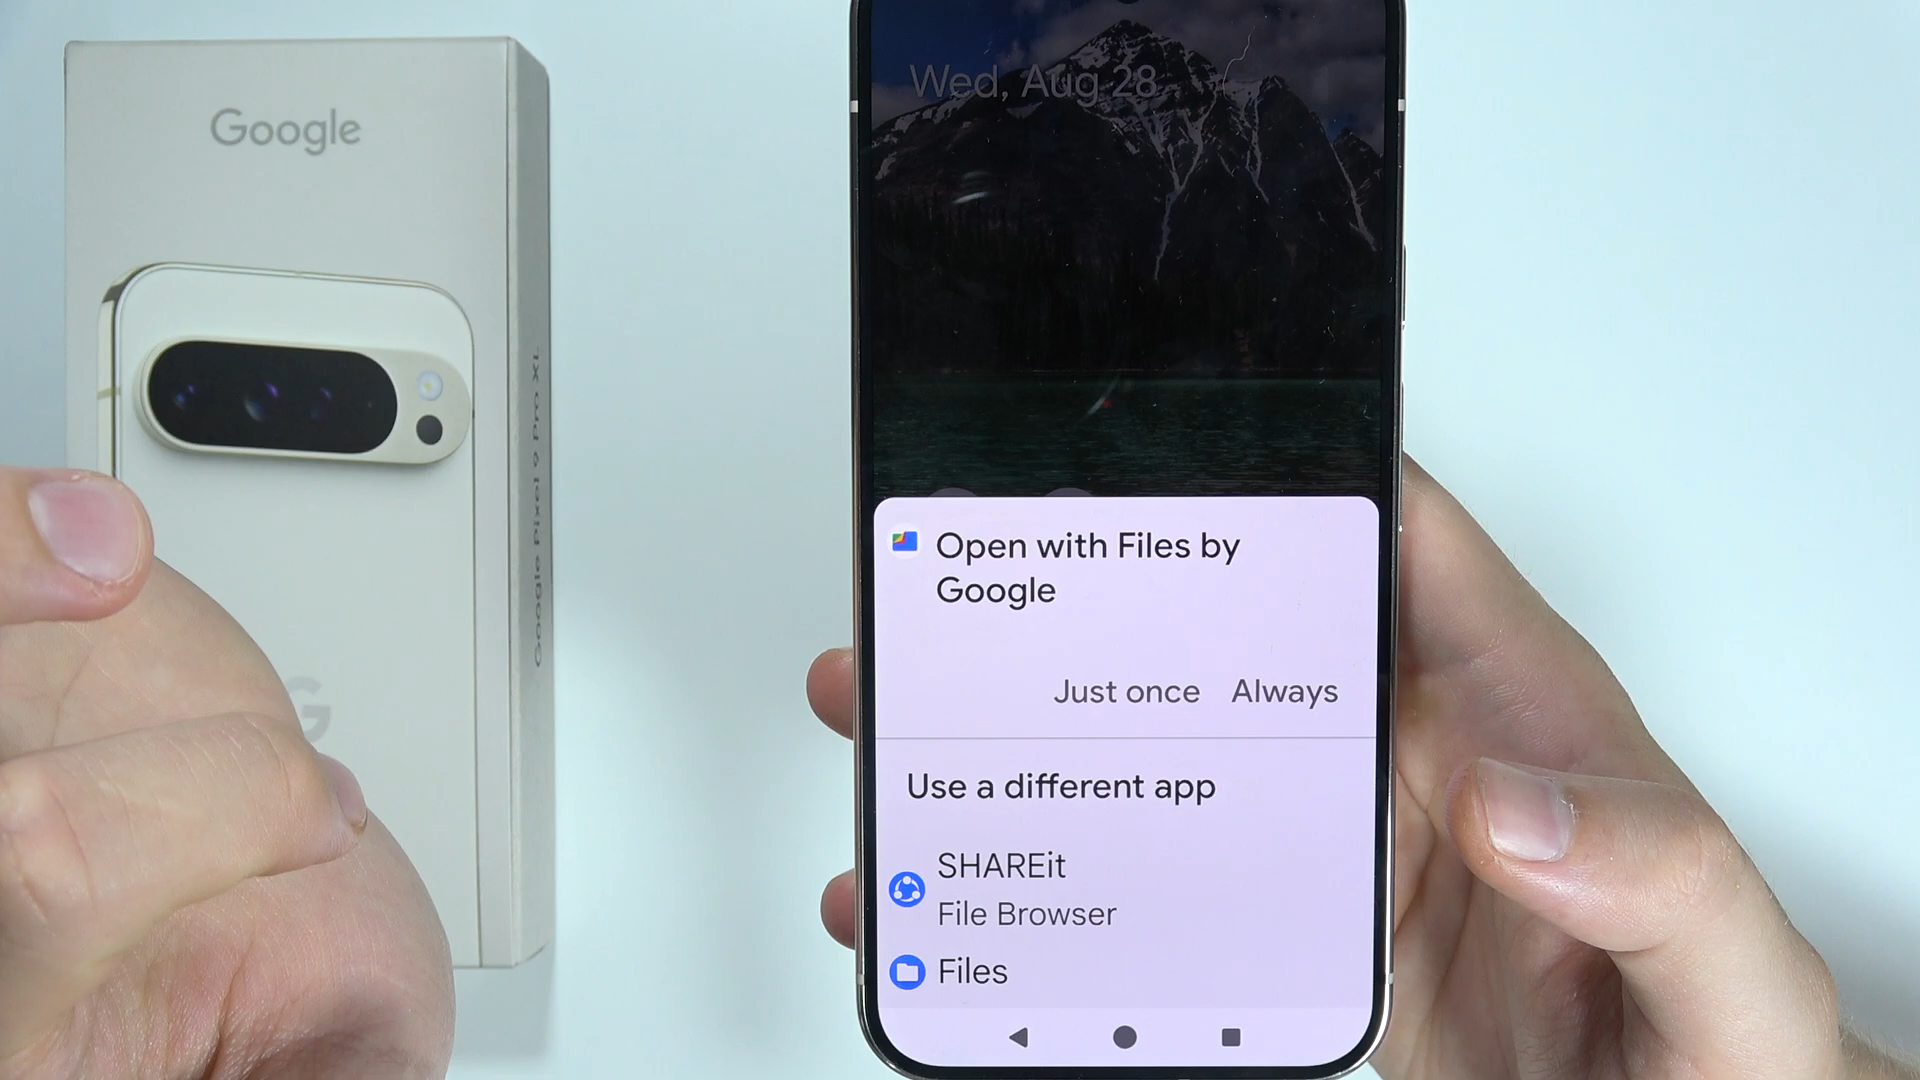 Google
Google Pixel 9 Pro XL
G
Wed, Aug 28
Open with Files by
Google
Just once
Always
Use a different app
SHAREit
File Browser
Files